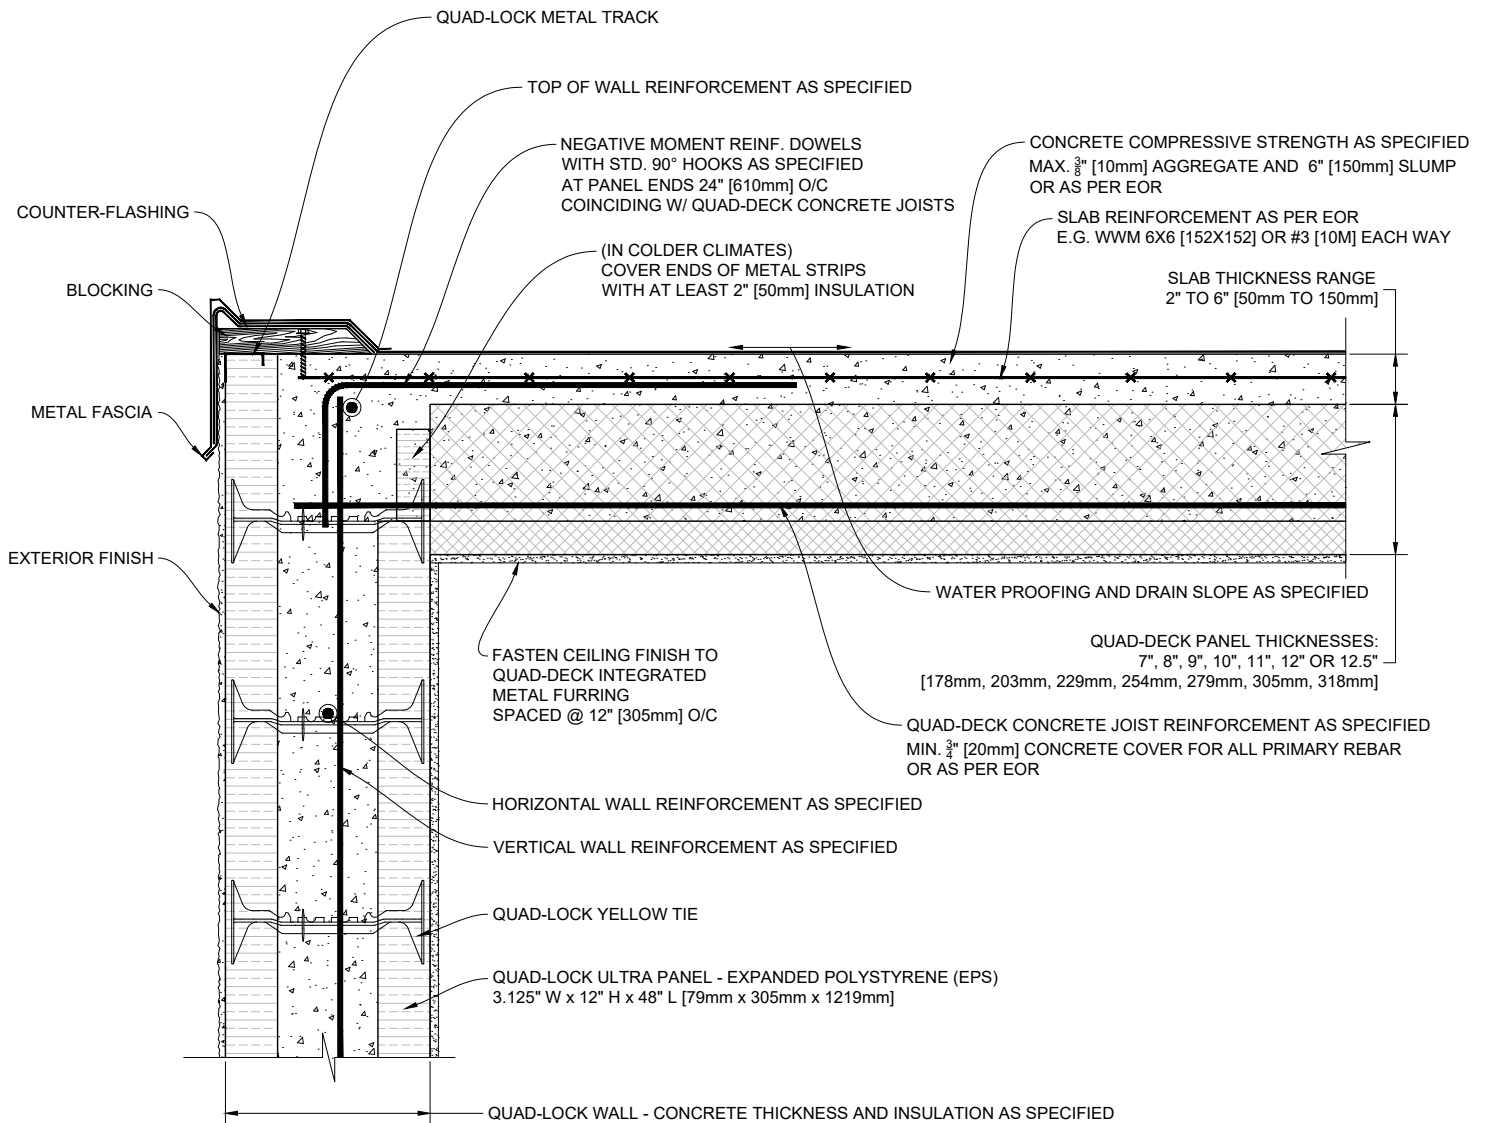 QUAD-LOCK METAL TRACK
TOP OF WALL REINFORCEMENT AS SPECIFIED
NEGATIVE MOMENT REINF. DOWELS
WITH STD. 90° HOOKS AS SPECIFIED
AT PANEL ENDS 24" [610mm] O/C
COINCIDING W/ QUAD-DECK CONCRETE JOISTS
CONCRETE COMPRESSIVE STRENGTH AS SPECIFIED
MAX. 3/8" [10mm] AGGREGATE AND 6" [150mm] SLUMP
OR AS PER EOR
COUNTER-FLASHING
SLAB REINFORCEMENT AS PER EOR
E.G. WWM 6X6 [152X152] OR #3 [10M] EACH WAY
(IN COLDER CLIMATES)
COVER ENDS OF METAL STRIPS
WITH AT LEAST 2" [50mm] INSULATION
SLAB THICKNESS RANGE
2" TO 6" [50mm TO 150mm]
BLOCKING
METAL FASCIA
EXTERIOR FINISH
WATER PROOFING AND DRAIN SLOPE AS SPECIFIED
FASTEN CEILING FINISH TO
QUAD-DECK INTEGRATED
METAL FURRING
SPACED @ 12" [305mm] O/C
QUAD-DECK PANEL THICKNESSES:
7", 8", 9", 10", 11", 12" OR 12.5"
[178mm, 203mm, 229mm, 254mm, 279mm, 305mm, 318mm]
QUAD-DECK CONCRETE JOIST REINFORCEMENT AS SPECIFIED
MIN. 3/4" [20mm] CONCRETE COVER FOR ALL PRIMARY REBAR
OR AS PER EOR
HORIZONTAL WALL REINFORCEMENT AS SPECIFIED
VERTICAL WALL REINFORCEMENT AS SPECIFIED
QUAD-LOCK YELLOW TIE
QUAD-LOCK ULTRA PANEL - EXPANDED POLYSTYRENE (EPS)
3.125" W x 12" H x 48" L [79mm x 305mm x 1219mm]
QUAD-LOCK WALL - CONCRETE THICKNESS AND INSULATION AS SPECIFIED